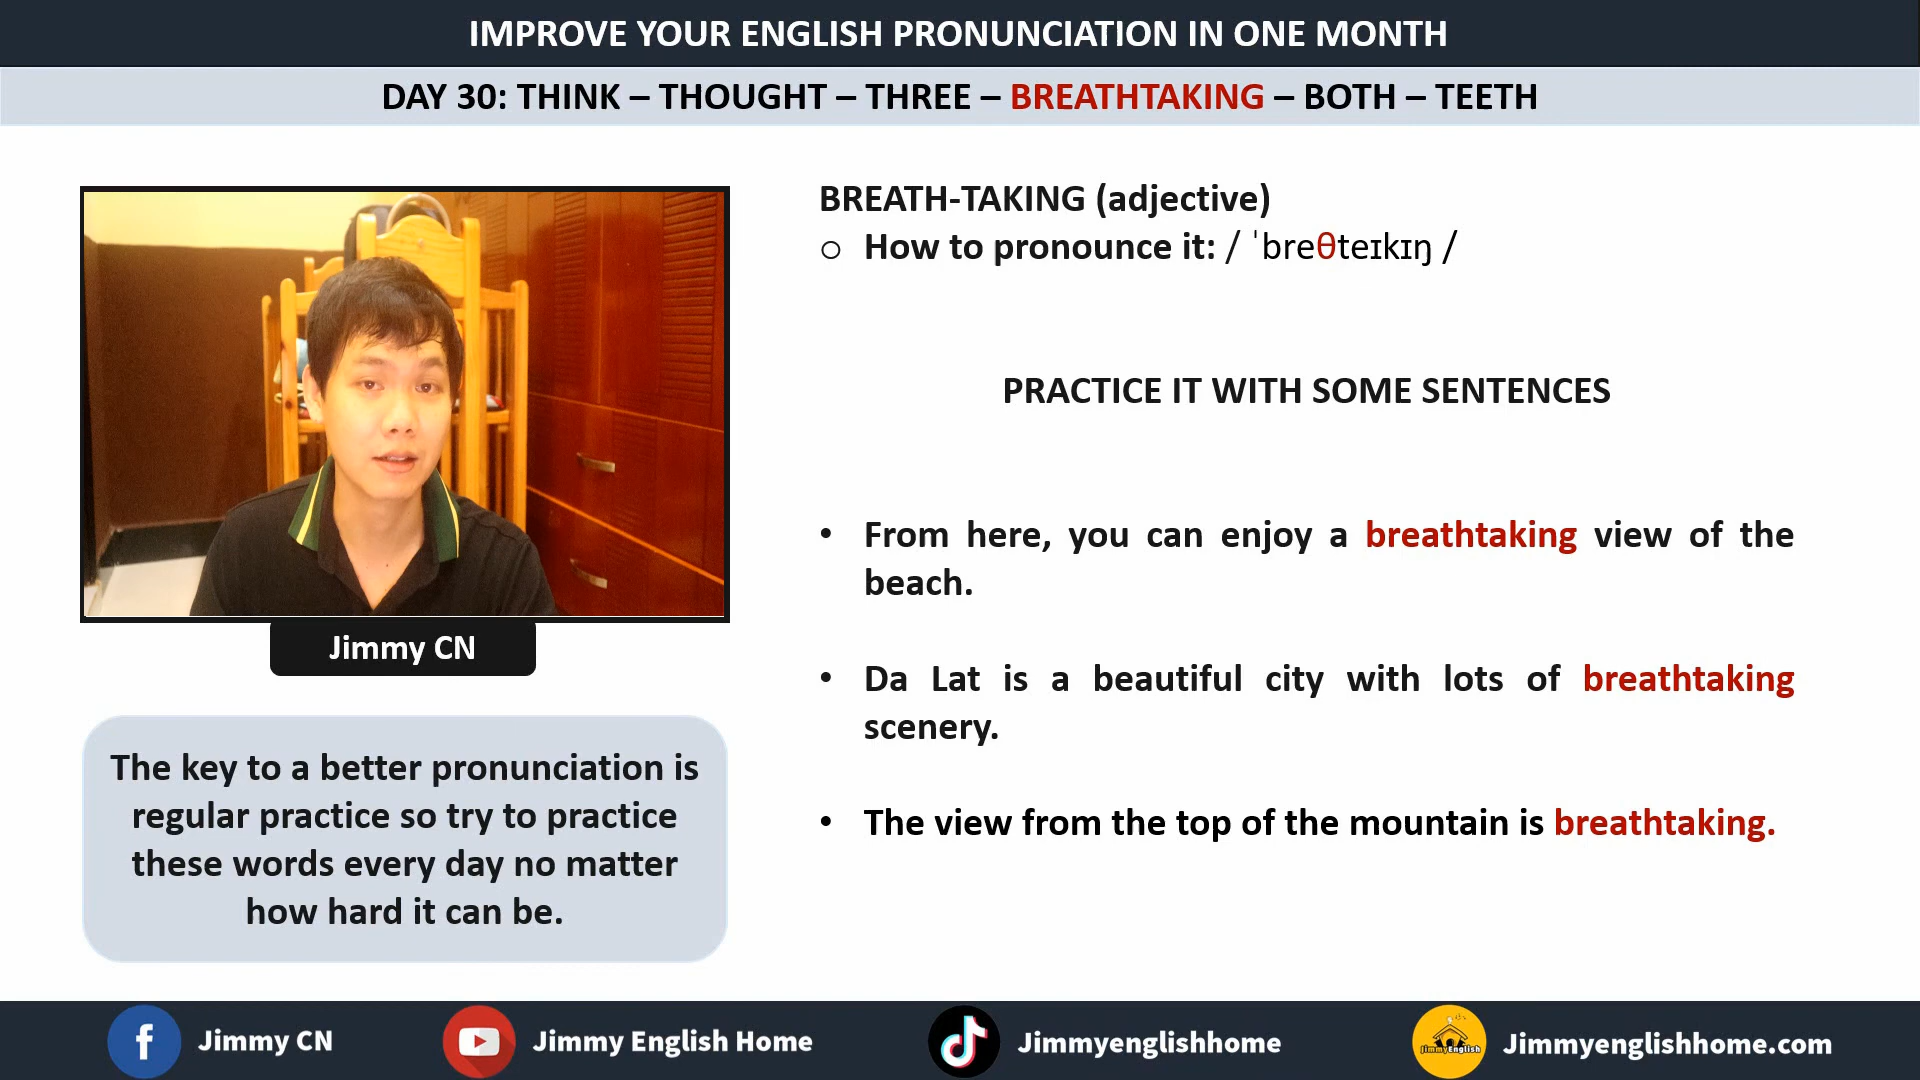 IMPROVE YOUR ENGLISH PRONUNCIATION IN ONE MONTH
DAY 30: THINK – THOUGHT – THREE – BREATHTAKING – BOTH – TEETH
BREATH-TAKING (adjective)
o How to pronounce it: / ˈbreθteɪkɪŋ /
PRACTICE IT WITH SOME SENTENCES
• From here, you can enjoy a breathtaking view of the
beach.
• Da Lat is a beautiful city with lots of breathtaking
scenery.
• The view from the top of the mountain is breathtaking.
Jimmy CN
The key to a better pronunciation is
regular practice so try to practice
these words every day no matter
how hard it can be.
Jimmy CN
Jimmy English Home
Jimmyenglishhome
JimmyEnglish
Jimmyenglishhome.com